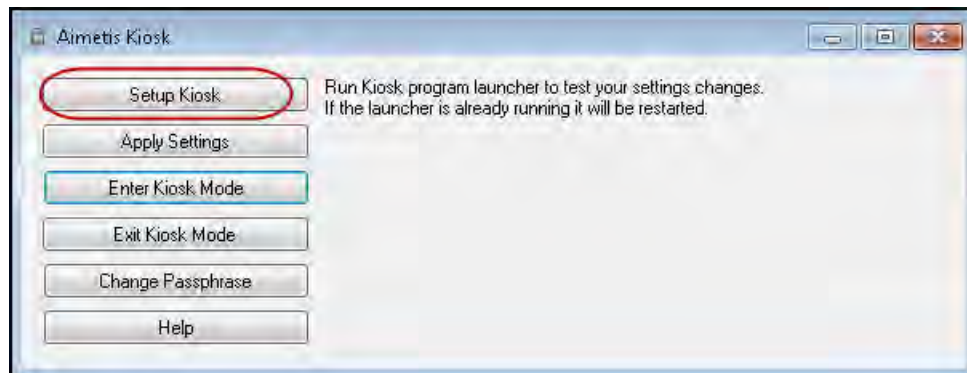 Aimetis Kiosk
Setup Kiosk
Run Kiosk program launcher to test your settings changes.
If the launcher is already running it will be restarted.
Apply Settings
Enter Kiosk Mode
Exit Kiosk Mode
Change Passphrase
Help